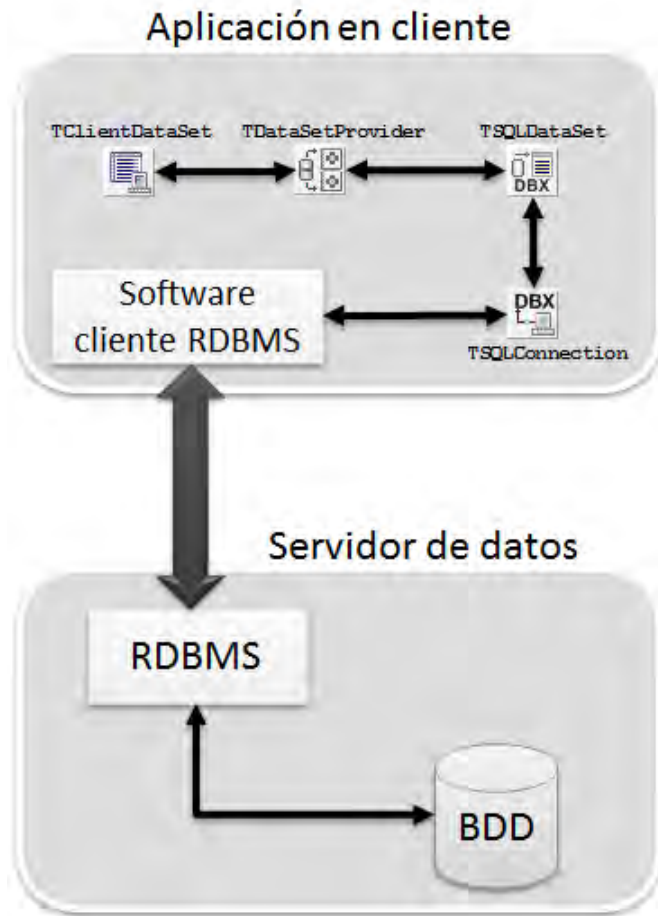 Aplicación en cliente
TClientDataSet
TDataSetProvider
TSQLDataSet
DBX
Software
cliente RDBMS
DBX
TSQLConnection
Servidor de datos
RDBMS
BDD